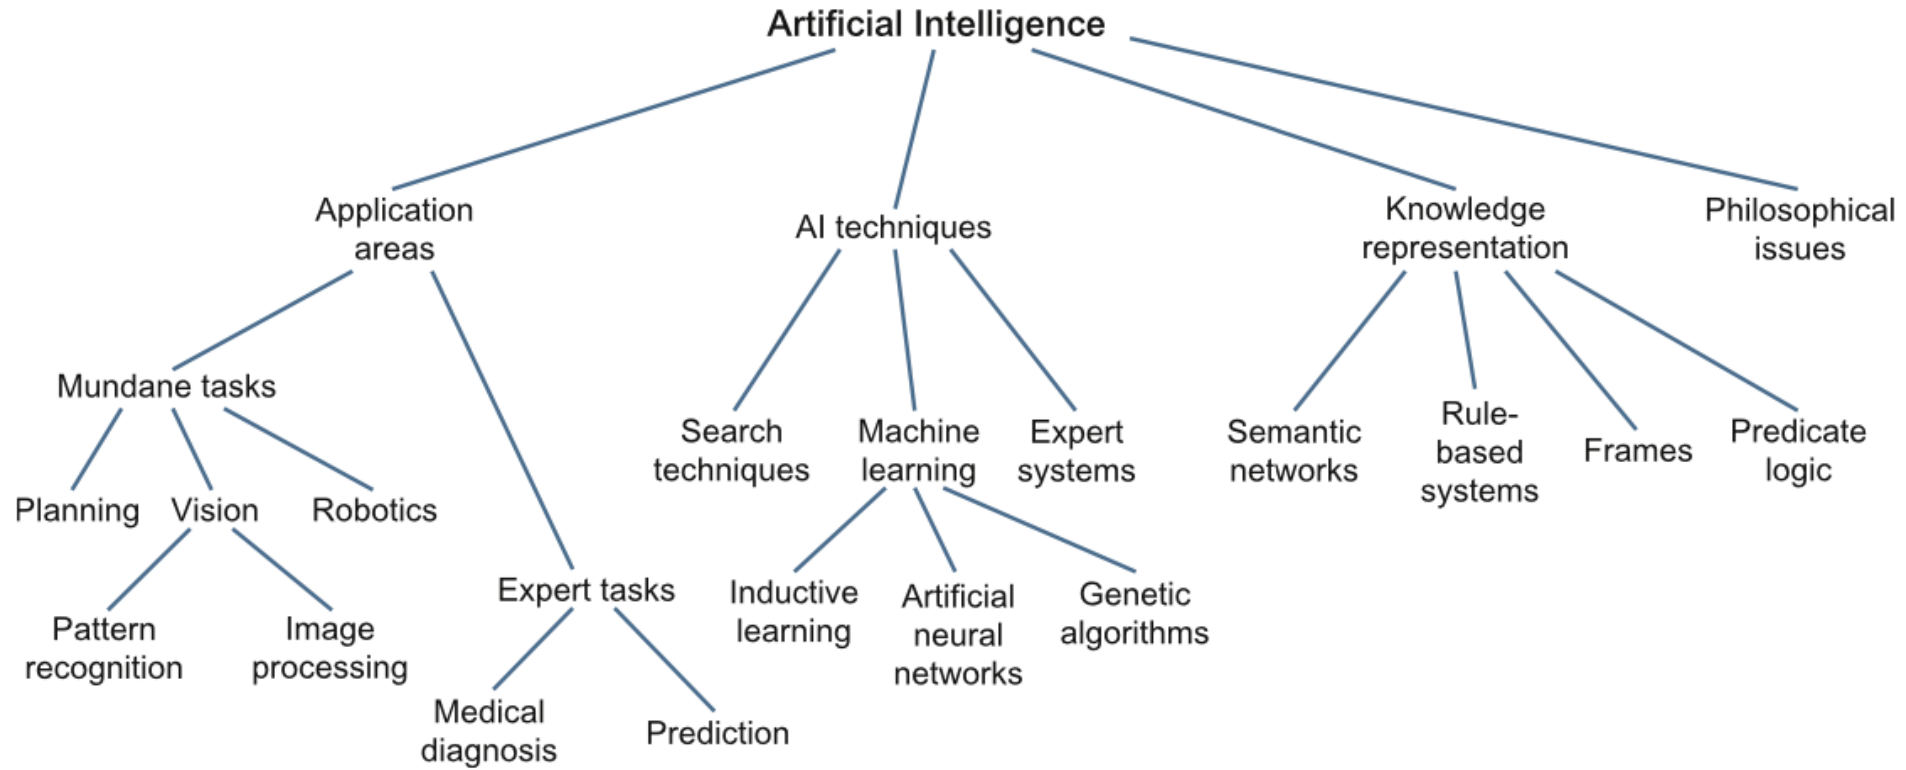 Artificial Intelligence
Application
areas
AI techniques
Knowledge
representation
Philosophical
issues
Mundane tasks
Planning
Vision
Robotics
Pattern
recognition
Image
processing
Expert tasks
Medical
diagnosis
Prediction
Search
techniques
Machine
learning
Expert
systems
Inductive
learning
Artificial
neural
networks
Genetic
algorithms
Semantic
networks
Rule-
based
systems
Frames
Predicate
logic